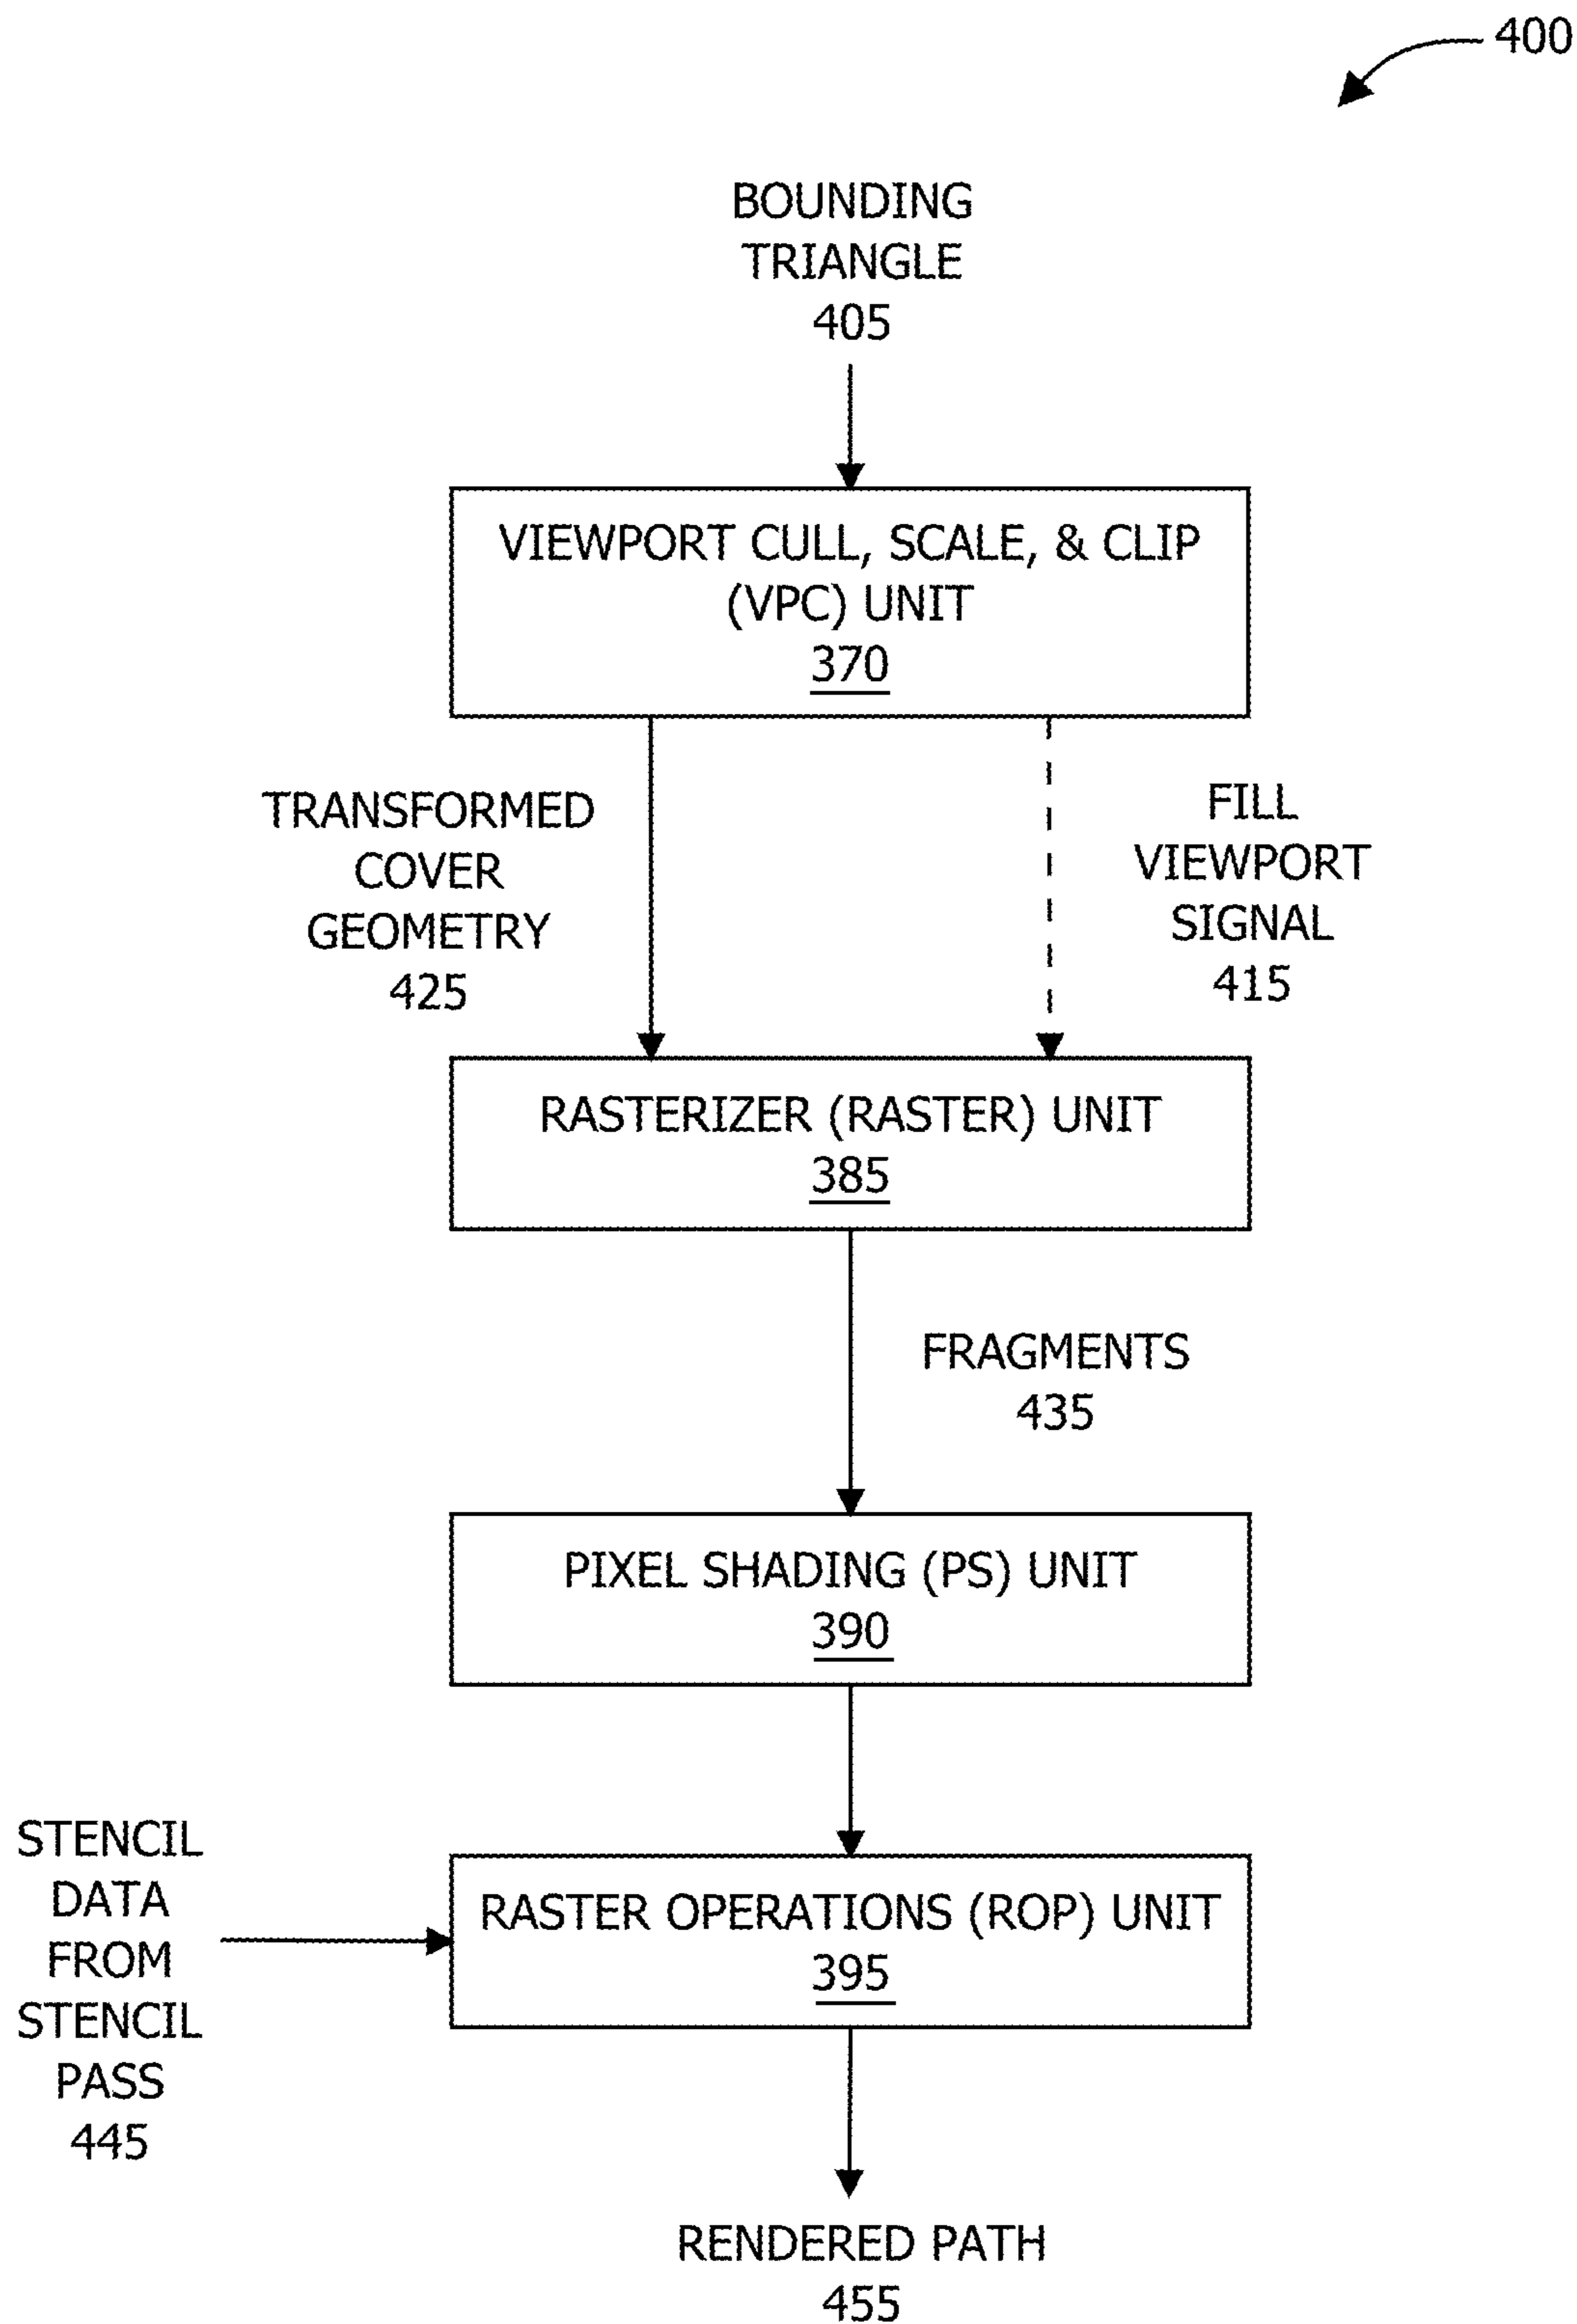 400
BOUNDING
TRIANGLE
405
VIEWPORT CULL, SCALE, & CLIP
(VPC) UNIT
370
TRANSFORMED
COVER
GEOMETRY
425
FILL
VIEWPORT
SIGNAL
415
RASTERIZER (RASTER) UNIT
385
FRAGMENTS
435
PIXEL SHADING (PS) UNIT
390
STENCIL
DATA
FROM
STENCIL
PASS
445
RASTER OPERATIONS (ROP) UNIT
395
RENDERED PATH
455